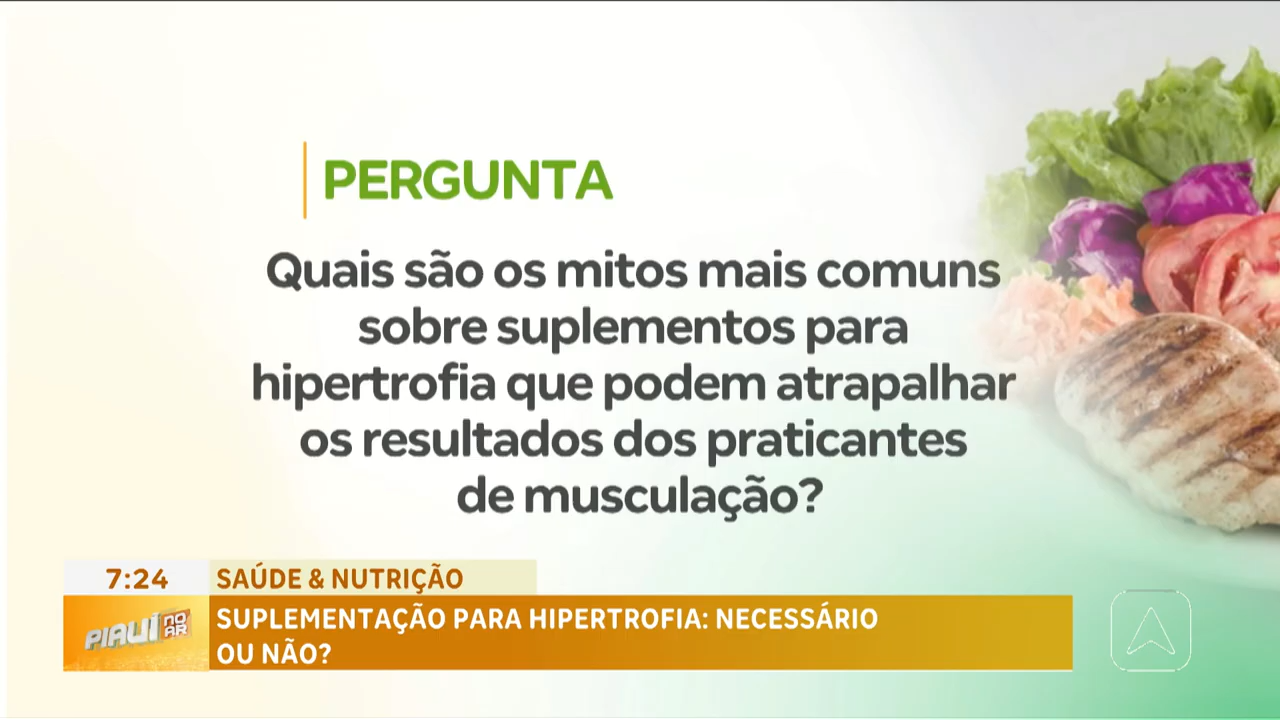 PERGUNTA
Quais são os mitos mais comuns
sobre suplementos para
hipertrofia que podem atrapalhar
os resultados dos praticantes
de musculação?
7:24 SAÚDE & NUTRIÇÃO
PIAUÍ NO AR
SUPLEMENTAÇÃO PARA HIPERTROFIA: NECESSÁRIO
OU NÃO?